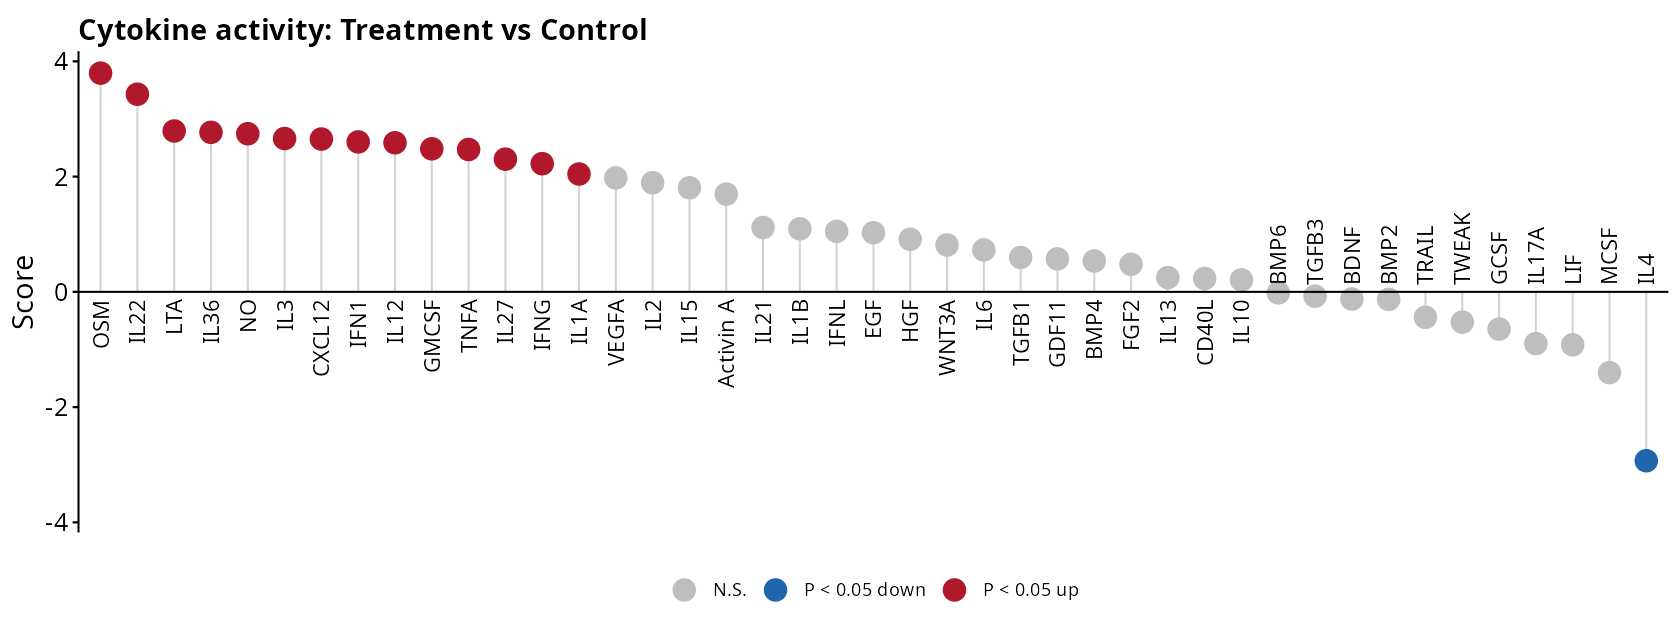 Cytokine activity: Treatment vs Control
Score
4
2
0
-2
-4
OSM
IL22
LTA
IL36
NO
IL3
CXCL12
IFN1
IL12
GMCSF
TNFA
IL27
IFNG
IL1A
VEGFA
IL2
IL15
Activin A
IL21
IL1B
IFNL
EGF
HGF
WNT3A
IL6
TGFB1
GDF11
BMP4
FGF2
IL13
CD40L
IL10
BMP6
TGFB3
BDNF
BMP2
TRAIL
TWEAK
GCSF
IL17A
LIF
MCSF
IL4
N.S.
P < 0.05 down
P < 0.05 up